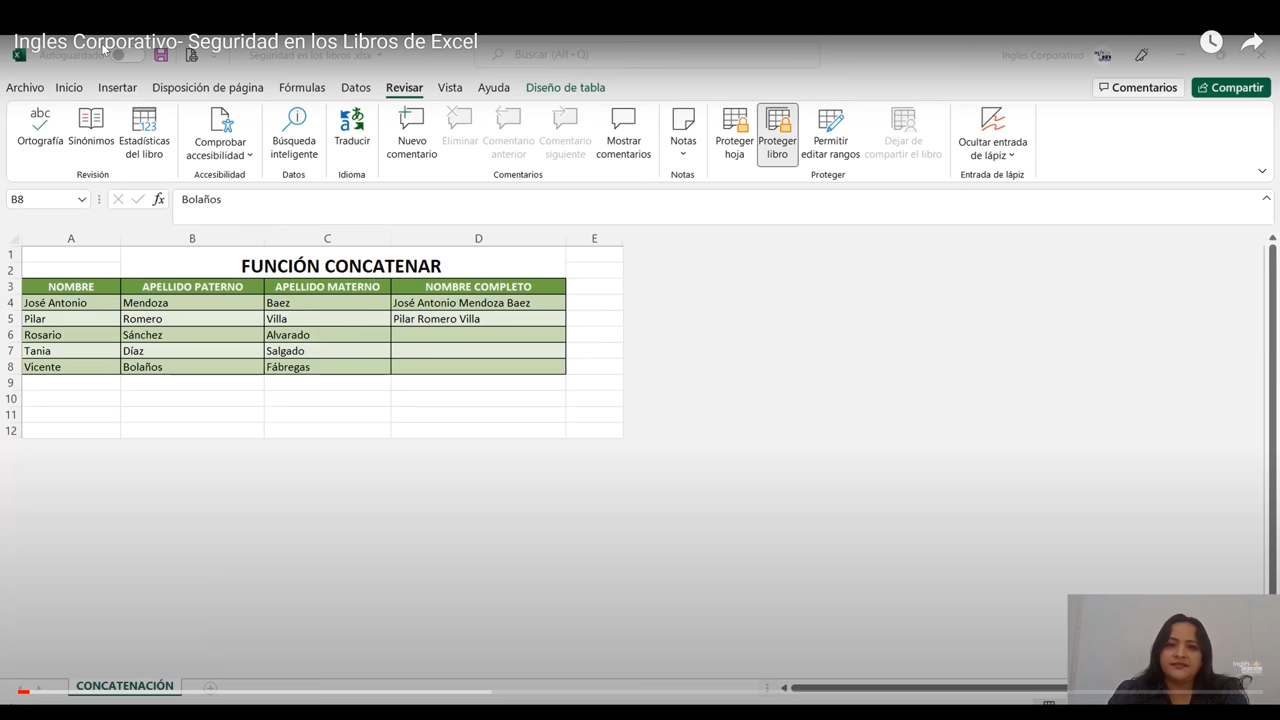 Ingles Corporativo- Seguridad en los Libros de Excel
Autoguardado
Seguridad en los libros .xlsx
Buscar (Alt+Q)
Ingles Corporativo
Archivo Inicio Insertar Disposición de página Fórmulas Datos Revisar Vista Ayuda Diseño de tabla Comentarios Compartir
abc
Ortografía Sinónimos Estadísticas del libro
Revisión
Comprobar accesibilidad
Accesibilidad
Búsqueda inteligente
Datos
Traducir
Idioma
Nuevo comentario Eliminar Comentario anterior Comentario siguiente Mostrar comentarios
Comentarios
Notas
Notas
Proteger hoja Proteger libro Permitir editar rangos Dejar de compartir el libro
Proteger
Ocultar entrada de lápiz
Entrada de lápiz
B8 fx Bolaños
A B C D E
1
2 FUNCIÓN CONCATENAR
3 NOMBRE APELLIDO PATERNO APELLIDO MATERNO NOMBRE COMPLETO
4 José Antonio Mendoza Baez José Antonio Mendoza Baez
5 Pilar Romero Villa Pilar Romero Villa
6 Rosario Sánchez Alvarado
7 Tania Díaz Salgado
8 Vicente Bolaños Fábregas
9
10
11
12
CONCATENACIÓN